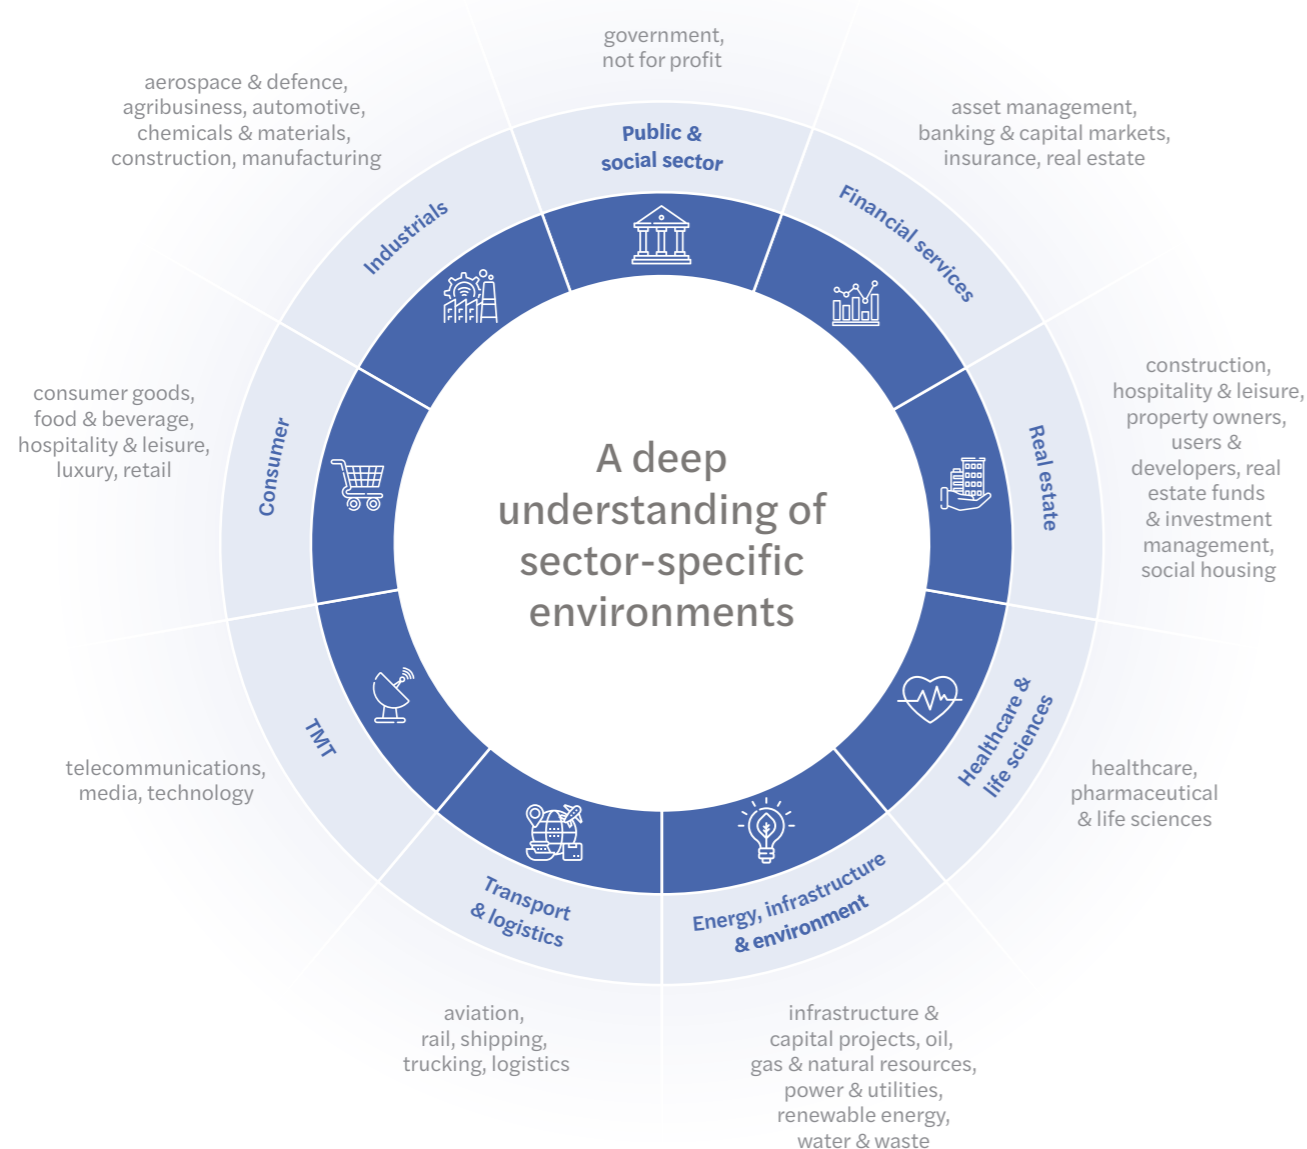 A deep
understanding of
sector-specific
environments
Public &
social sector
government,
not for profit
Financial services
asset management,
banking & capital markets,
insurance, real estate
Real estate
construction,
hospitality & leisure,
property owners,
users &
developers, real
estate funds
& investment
management,
social housing
Healthcare &
life sciences
healthcare,
pharmaceutical
& life sciences
Energy, infrastructure
& environment
infrastructure &
capital projects, oil,
gas & natural resources,
power & utilities,
renewable energy,
water & waste
Transport
& logistics
aviation,
rail, shipping,
trucking, logistics
TMT
telecommunications,
media, technology
Consumer
consumer goods,
food & beverage,
hospitality & leisure,
luxury, retail
Industrials
aerospace & defence,
agribusiness, automotive,
chemicals & materials,
construction, manufacturing